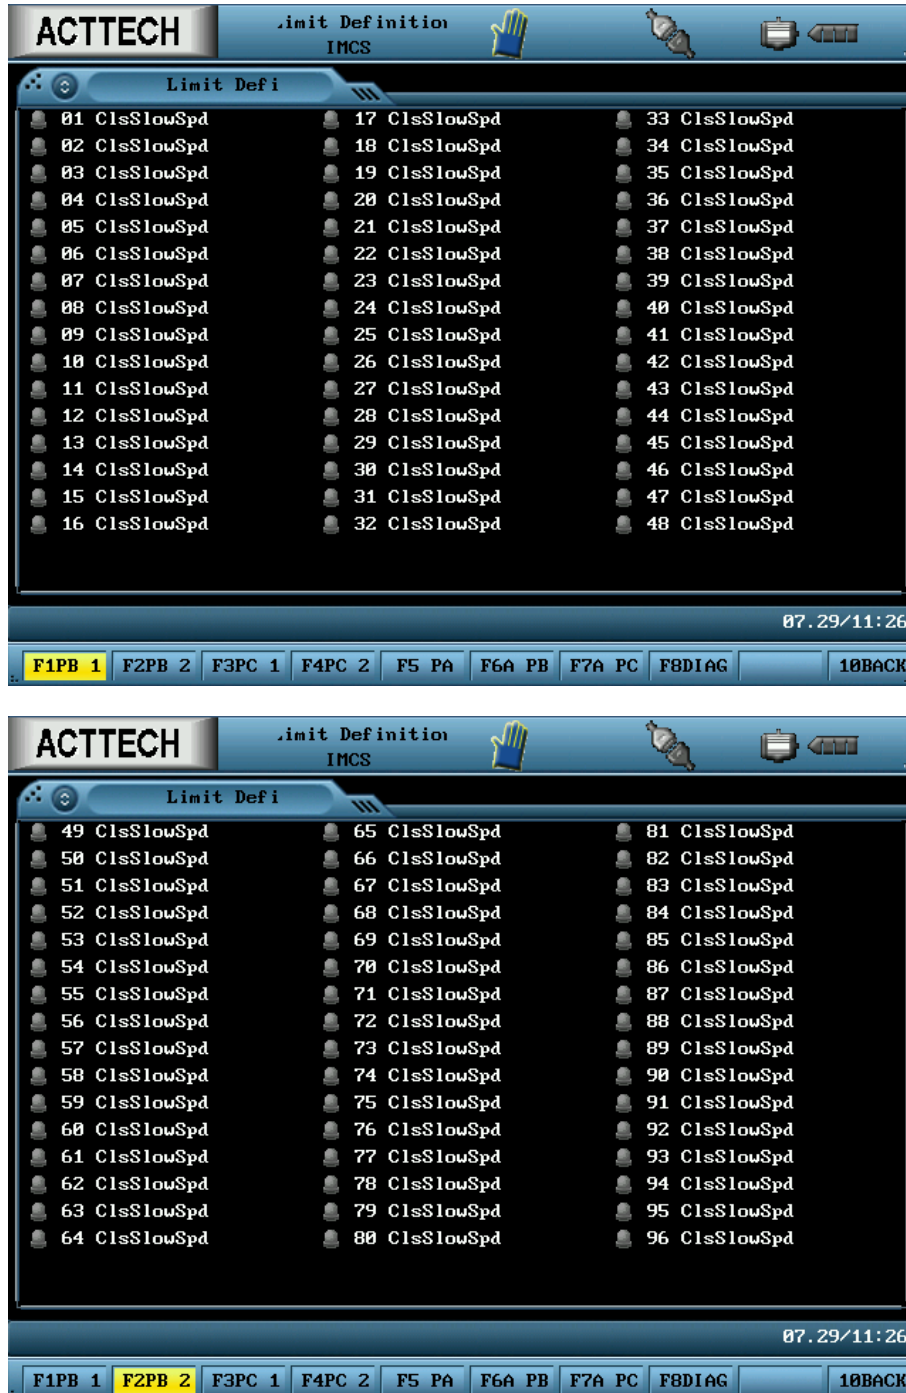 ACTTECH
Limit Definition
IMCS
Limit Defi
01 ClsSlowSpd 17 ClsSlowSpd 33 ClsSlowSpd
02 ClsSlowSpd 18 ClsSlowSpd 34 ClsSlowSpd
03 ClsSlowSpd 19 ClsSlowSpd 35 ClsSlowSpd
04 ClsSlowSpd 20 ClsSlowSpd 36 ClsSlowSpd
05 ClsSlowSpd 21 ClsSlowSpd 37 ClsSlowSpd
06 ClsSlowSpd 22 ClsSlowSpd 38 ClsSlowSpd
07 ClsSlowSpd 23 ClsSlowSpd 39 ClsSlowSpd
08 ClsSlowSpd 24 ClsSlowSpd 40 ClsSlowSpd
09 ClsSlowSpd 25 ClsSlowSpd 41 ClsSlowSpd
10 ClsSlowSpd 26 ClsSlowSpd 42 ClsSlowSpd
11 ClsSlowSpd 27 ClsSlowSpd 43 ClsSlowSpd
12 ClsSlowSpd 28 ClsSlowSpd 44 ClsSlowSpd
13 ClsSlowSpd 29 ClsSlowSpd 45 ClsSlowSpd
14 ClsSlowSpd 30 ClsSlowSpd 46 ClsSlowSpd
15 ClsSlowSpd 31 ClsSlowSpd 47 ClsSlowSpd
16 ClsSlowSpd 32 ClsSlowSpd 48 ClsSlowSpd
07.29/11:26
F1PB 1 F2PB 2 F3PC 1 F4PC 2 F5 PA F6A PB F7A PC F8DIAG 10BACK
ACTTECH
Limit Definition
IMCS
Limit Defi
49 ClsSlowSpd 65 ClsSlowSpd 81 ClsSlowSpd
50 ClsSlowSpd 66 ClsSlowSpd 82 ClsSlowSpd
51 ClsSlowSpd 67 ClsSlowSpd 83 ClsSlowSpd
52 ClsSlowSpd 68 ClsSlowSpd 84 ClsSlowSpd
53 ClsSlowSpd 69 ClsSlowSpd 85 ClsSlowSpd
54 ClsSlowSpd 70 ClsSlowSpd 86 ClsSlowSpd
55 ClsSlowSpd 71 ClsSlowSpd 87 ClsSlowSpd
56 ClsSlowSpd 72 ClsSlowSpd 88 ClsSlowSpd
57 ClsSlowSpd 73 ClsSlowSpd 89 ClsSlowSpd
58 ClsSlowSpd 74 ClsSlowSpd 90 ClsSlowSpd
59 ClsSlowSpd 75 ClsSlowSpd 91 ClsSlowSpd
60 ClsSlowSpd 76 ClsSlowSpd 92 ClsSlowSpd
61 ClsSlowSpd 77 ClsSlowSpd 93 ClsSlowSpd
62 ClsSlowSpd 78 ClsSlowSpd 94 ClsSlowSpd
63 ClsSlowSpd 79 ClsSlowSpd 95 ClsSlowSpd
64 ClsSlowSpd 80 ClsSlowSpd 96 ClsSlowSpd
07.29/11:26
F1PB 1 F2PB 2 F3PC 1 F4PC 2 F5 PA F6A PB F7A PC F8DIAG 10BACK